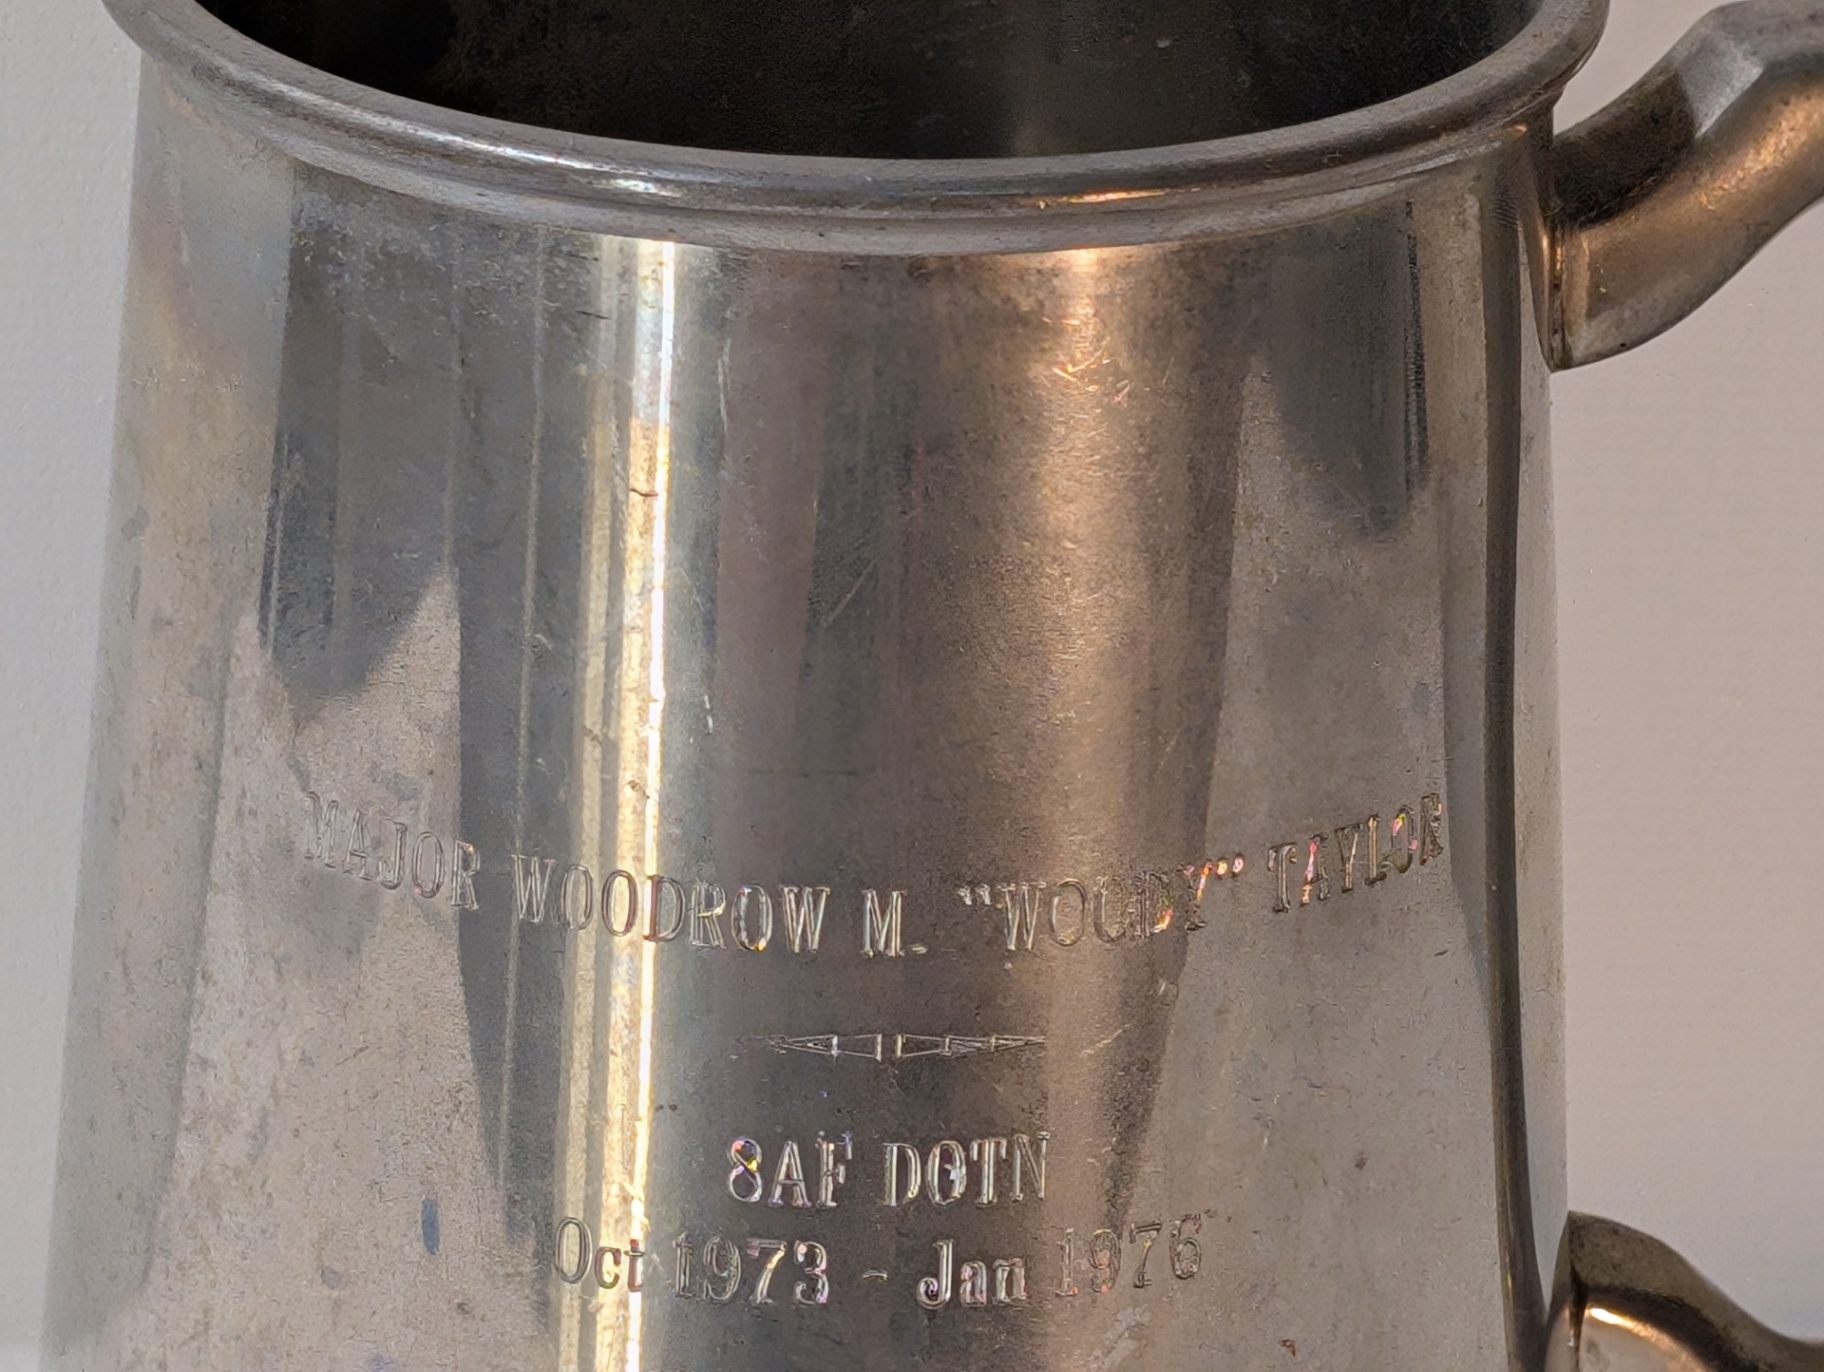 MAJOR WOODROW M. "WOODY" TAYLOR
8AF DOTN
Oct 1973 - Jan 1976